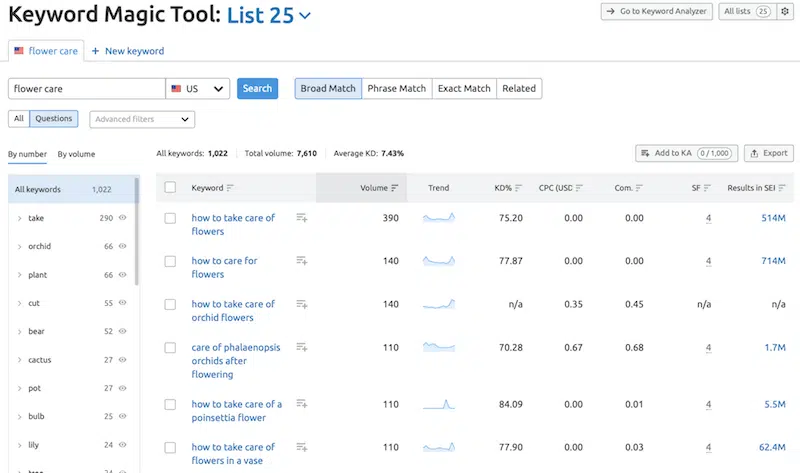 Keyword Magic Tool: List 25
Go to Keyword Analyzer
All lists 25
flower care
+ New keyword
flower care
US
Search
Broad Match
Phrase Match
Exact Match
Related
All
Questions
Advanced filters
By number
By volume
All keywords: 1,022
Total volume: 7,610
Average KD: 7.43%
Add to KA 0 / 1,000
Export
All keywords 1,022
take 290
orchid 66
plant 66
cut 55
bear 52
cactus 27
pot 27
bulb 25
lily 24
Keyword Volume Trend KD% CPC (USD Com. SF Results in SE
how to take care of
flowers
390 75.20 0.00 0.00 4 514M
how to care for
flowers
140 77.87 0.00 0.00 4 714M
how to take care of
orchid flowers
140 n/a 0.35 0.45 n/a n/a
care of phalaenopsis
orchids after
flowering
110 70.28 0.67 0.68 4 1.7M
how to take care of a
poinsettia flower
110 84.09 0.00 0.01 4 5.5M
how to take care of
flowers in a vase
110 77.90 0.00 0.03 4 62.4M